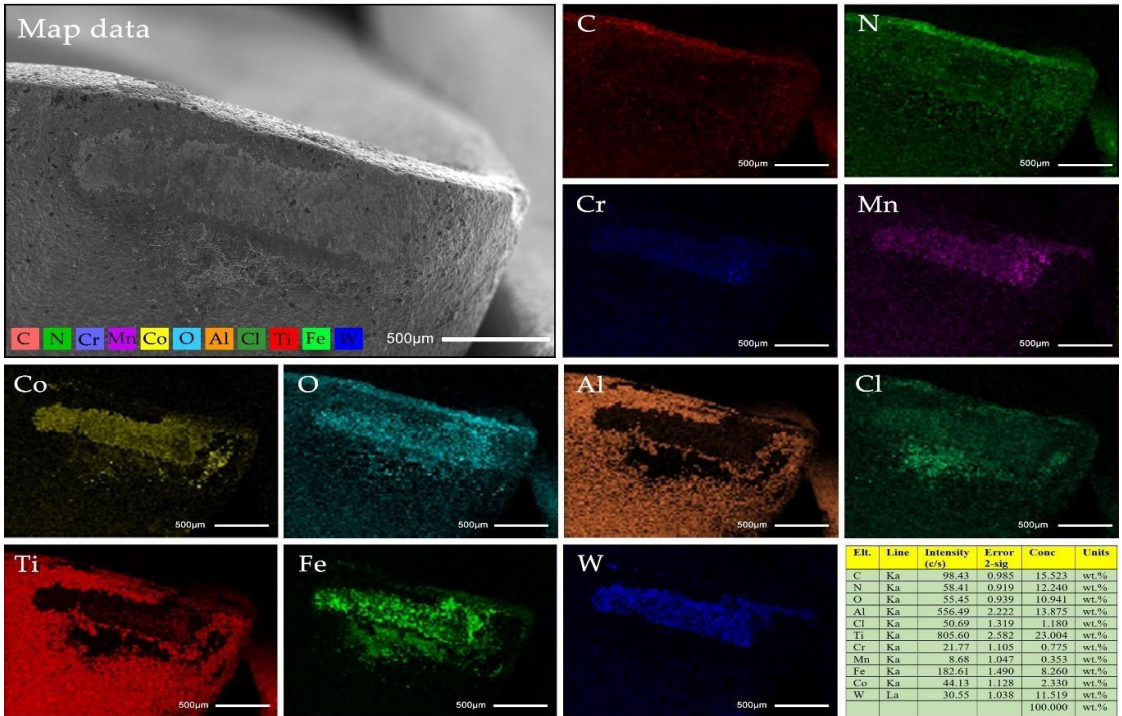 Map data
C N Cr Mn Co O Al Cl Ti Fe W 500µm
C
500µm
N
500µm
Cr
500µm
Mn
500µm
Co
500µm
O
500µm
Al
500µm
Cl
500µm
Ti
500µm
Fe
500µm
W
500µm
Elt. Line Intensity (c/s) Error 2-sig Conc Units
C Ka 98.43 0.985 15.523 wt.%
N Ka 58.41 0.919 12.240 wt.%
O Ka 55.45 0.939 10.941 wt.%
Al Ka 556.49 2.222 13.875 wt.%
Cl Ka 50.69 1.319 1.180 wt.%
Ti Ka 805.60 2.582 23.004 wt.%
Cr Ka 21.77 1.105 0.775 wt.%
Mn Ka 8.68 1.047 0.353 wt.%
Fe Ka 182.61 1.490 8.260 wt.%
Co Ka 44.13 1.128 2.330 wt.%
W La 30.55 1.038 11.519 wt.%
100.000 wt.%